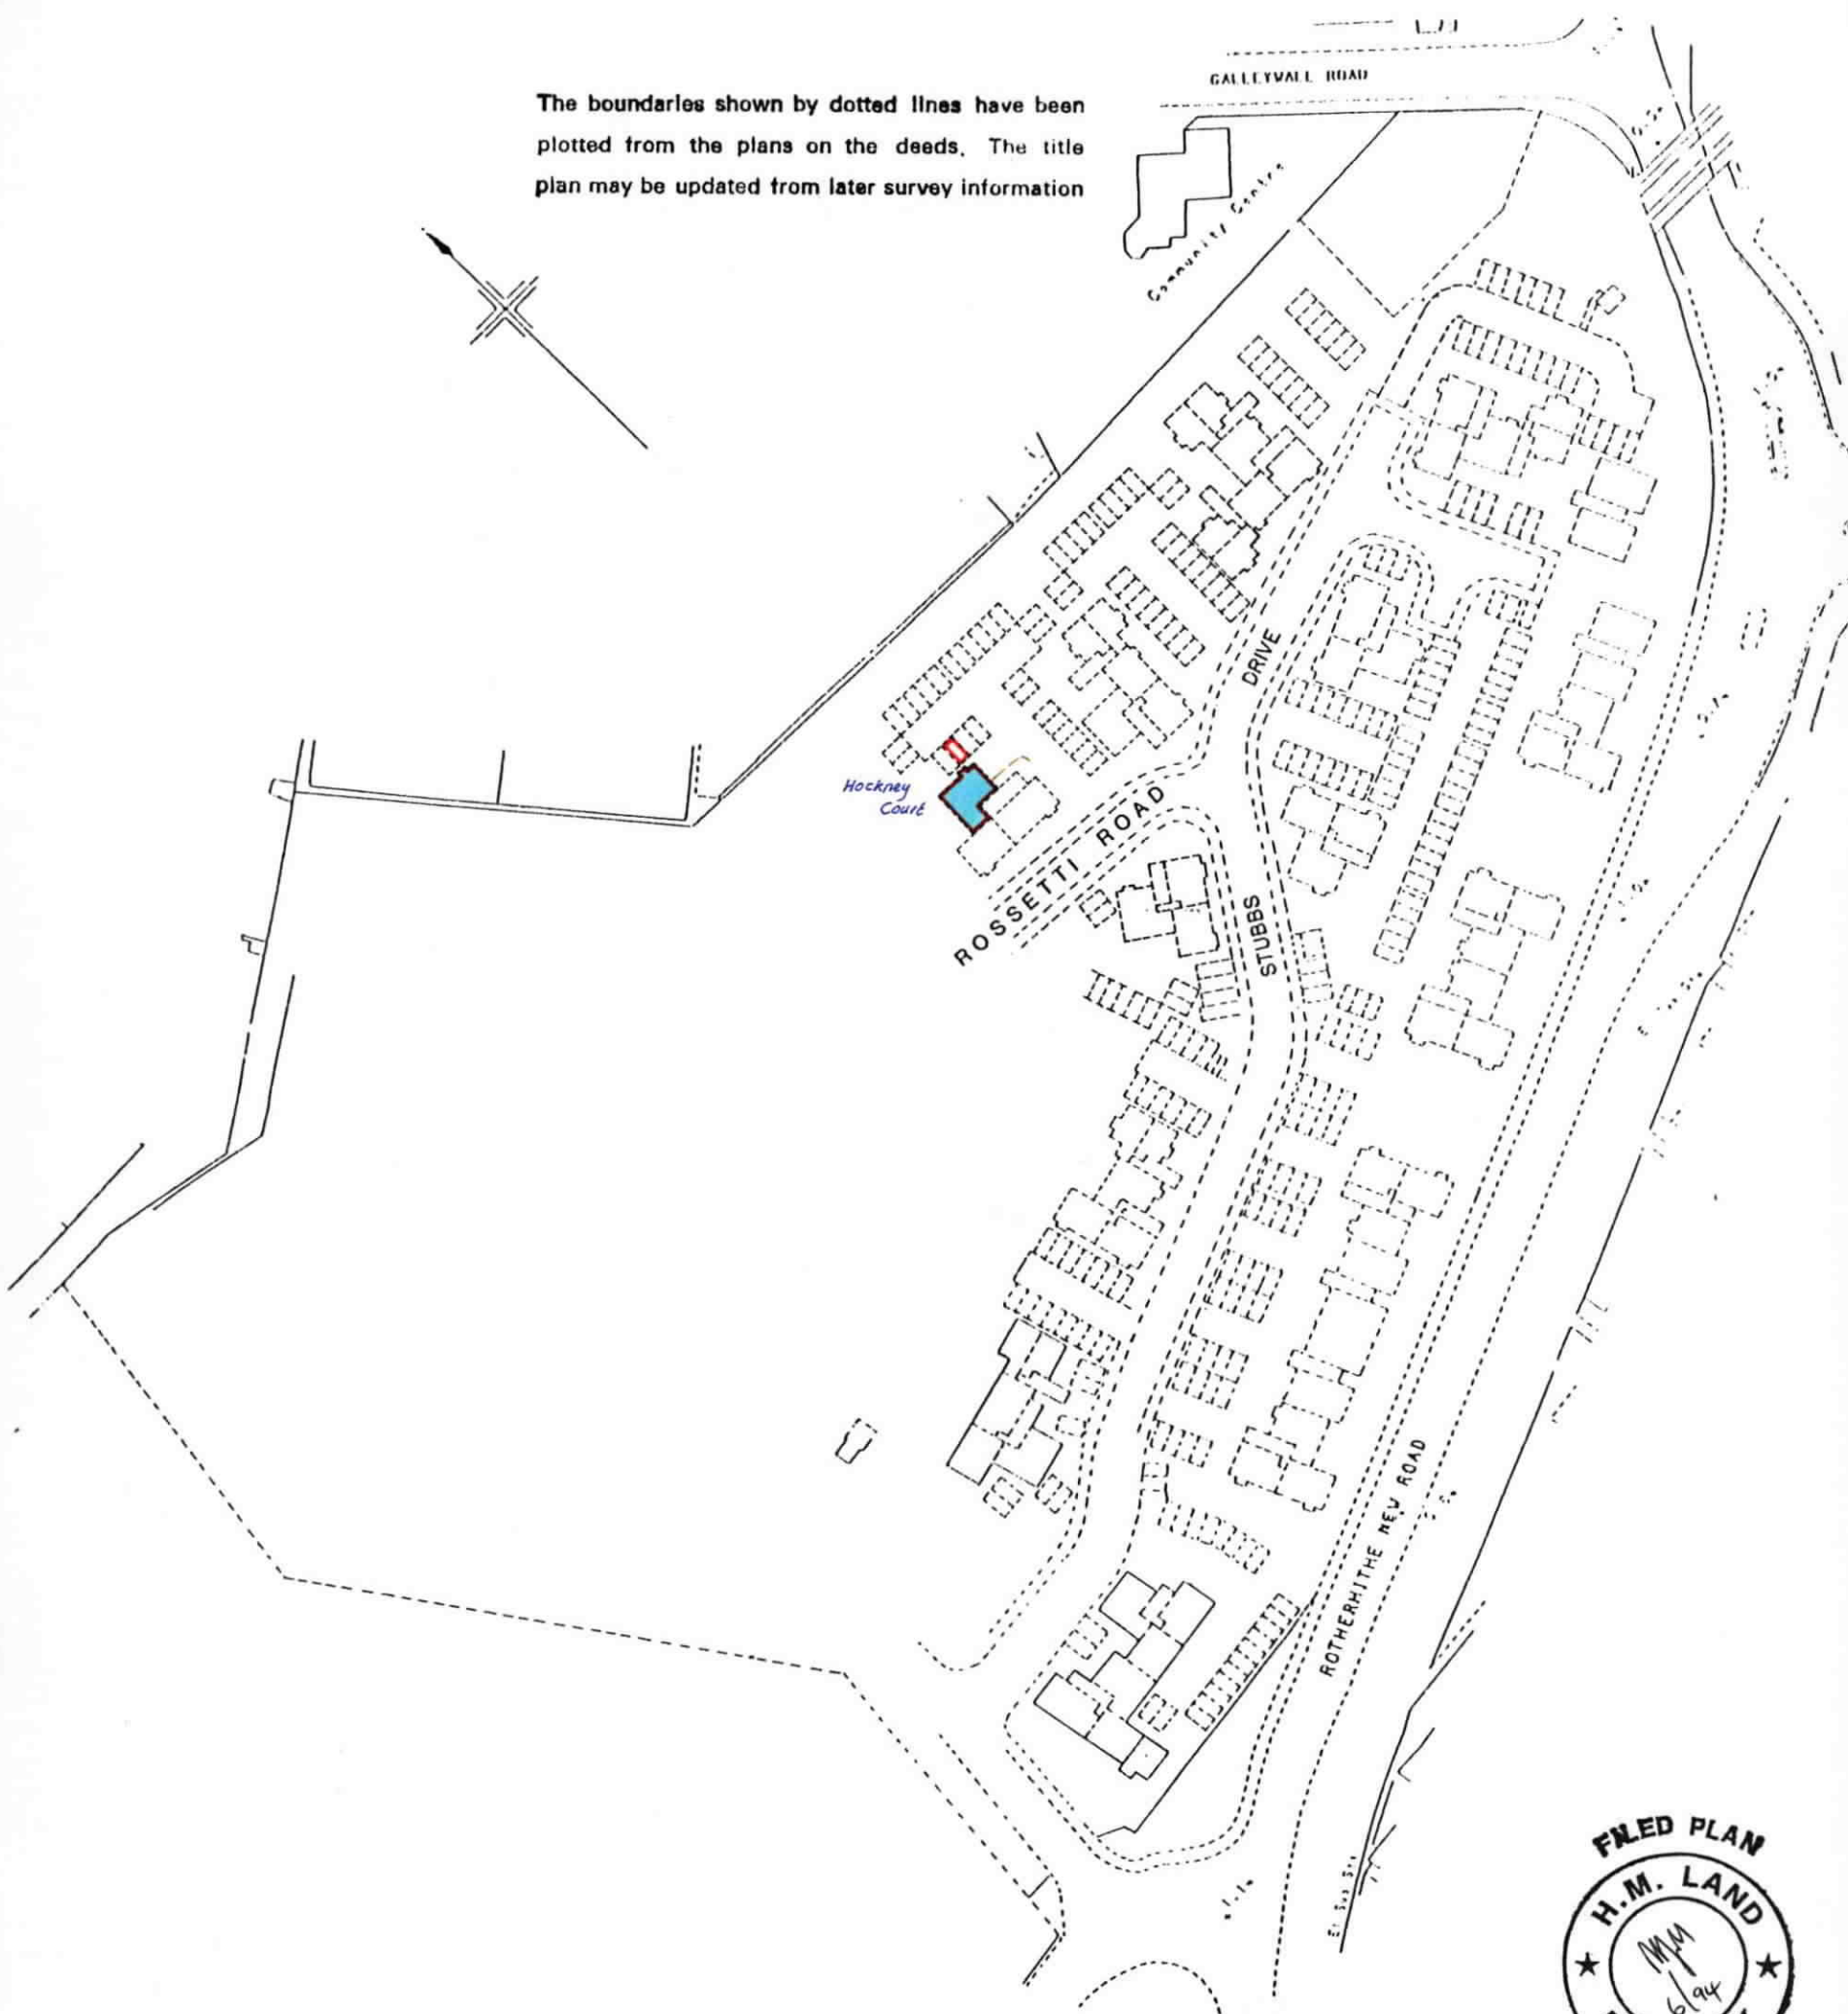 GALLEYWALL ROAD
The boundaries shown by dotted lines have been
plotted from the plans on the deeds. The title
plan may be updated from later survey information
Community Centre
DRIVE
Hockney
Court
ROSSETTI ROAD
STUBBS
ROTHERHITHE NEW ROAD
FILED PLAN
H.M. LAND
6/94